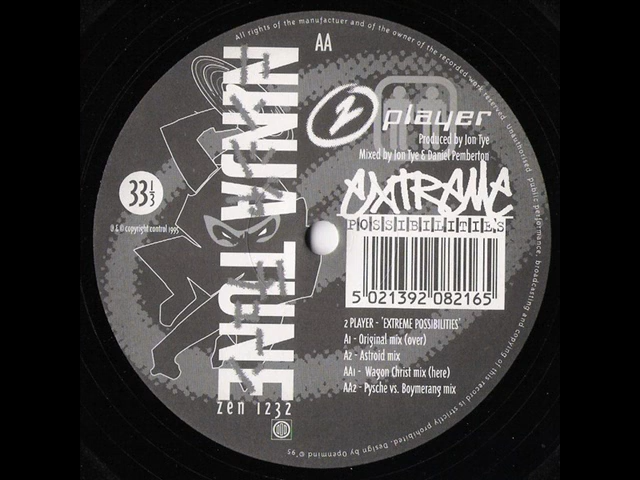 All rights of the manufactuer and of the owner of the recorded work reserved. Unauthorised public performance, broadcasting and copying of this record is strictly prohibited. Design by Openmind © 95
AA
NINJA TUNE
zen 1232
33 1/3
℗ & © copyright control 1995
2 player
Produced by Jon Tye
Mixed by Jon Tye & Daniel Pemberton
EXTREME
POSSIBILITIES
5 021392 082165
2 PLAYER - 'EXTREME POSSIBILITIES'
A1 - Original mix (over)
A2 - Astroid mix
AA1 - Wagon Christ mix (here)
AA2 - Pysche vs. Boymerang mix